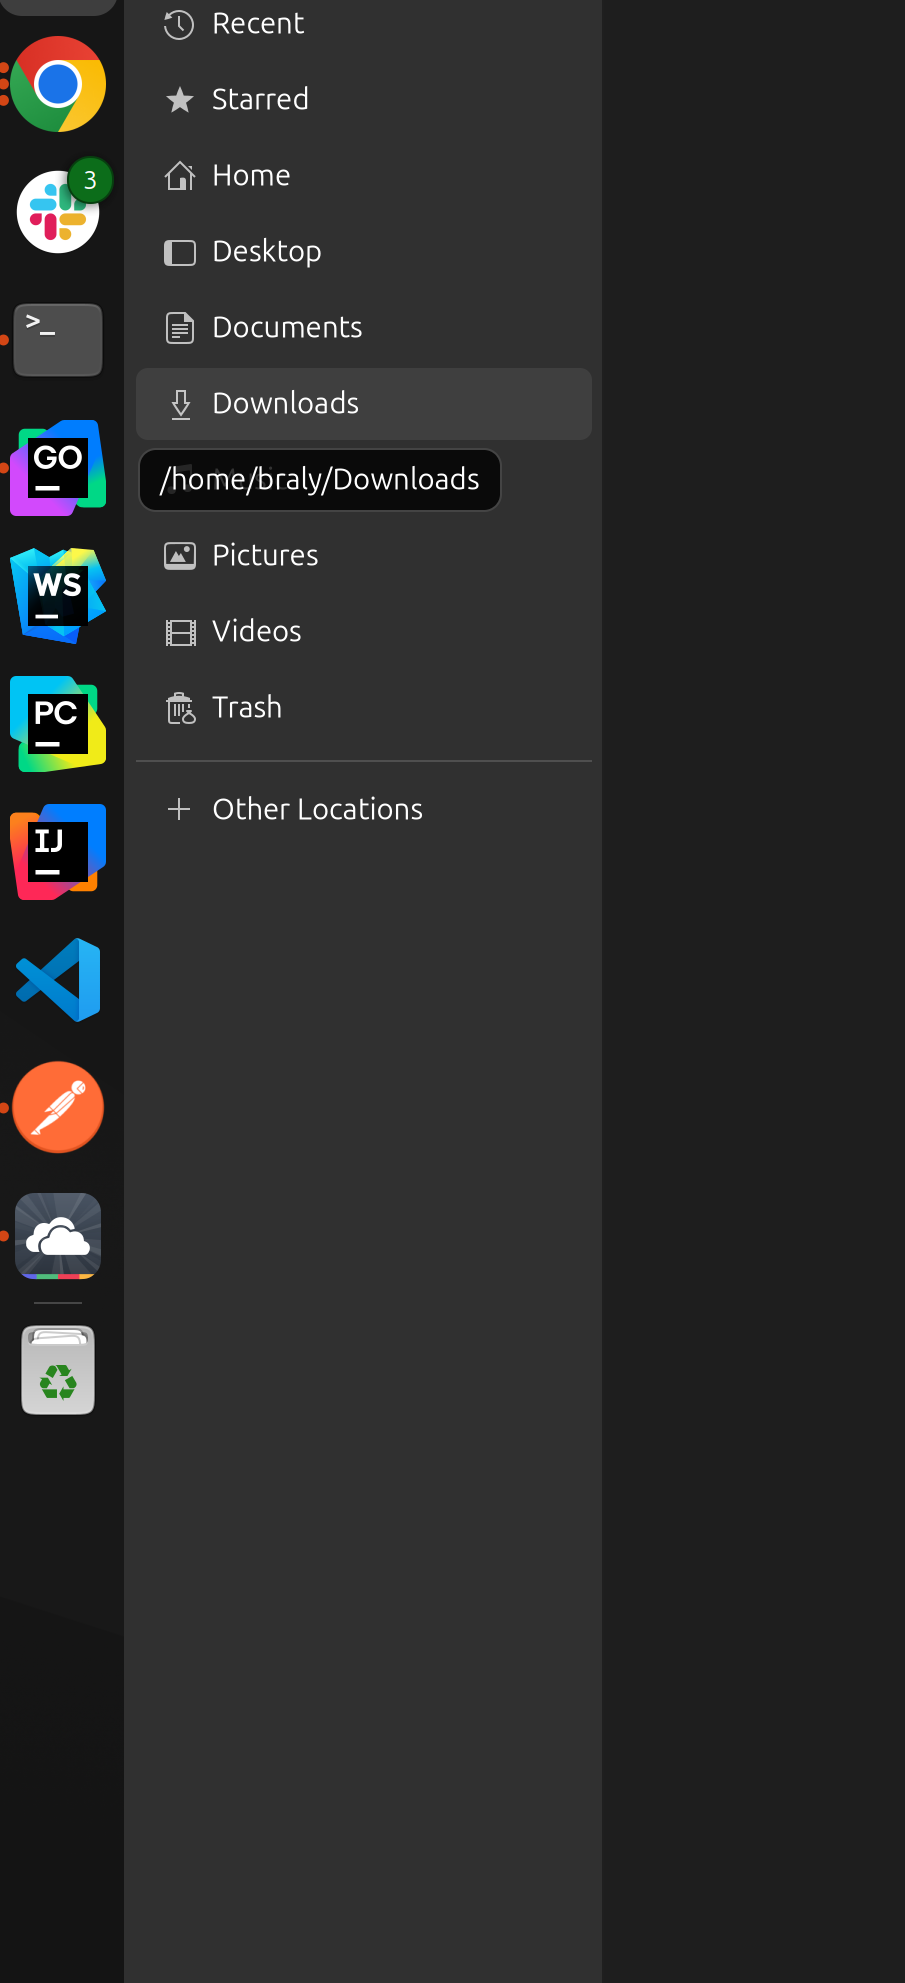 Recent
Starred
3
Home
Desktop
>_
Documents
Downloads
GO
/home/braly/Downloads
Pictures
WS
Videos
PC
Trash
Other Locations
IJ